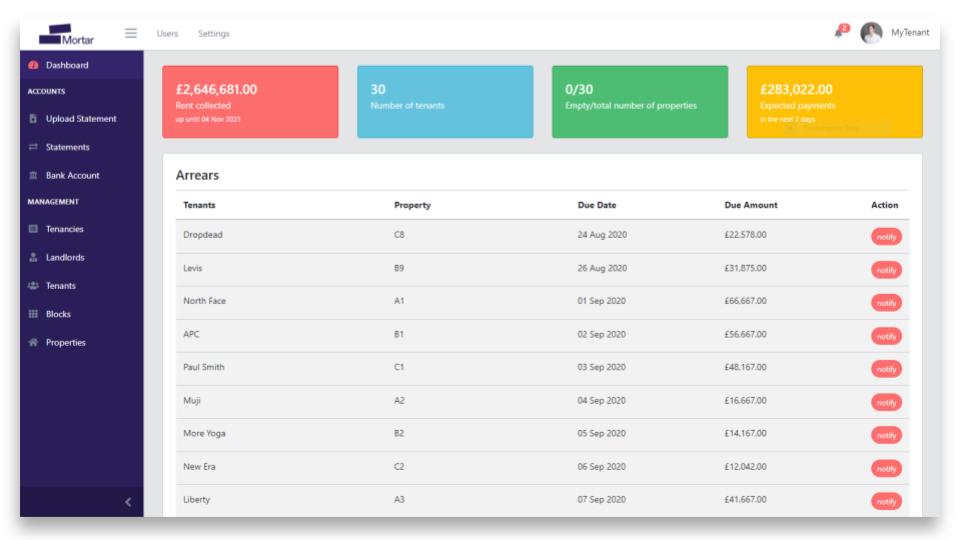 Mortar
Users Settings
2
MyTenant
Dashboard
ACCOUNTS
Upload Statement
Statements
Bank Account
MANAGEMENT
Tenancies
Landlords
Tenants
Blocks
Properties
£2,646,681.00
Rent collected
up until 04 Nov 2021
30
Number of tenants
0/30
Empty/total number of properties
£283,022.00
Expected payments
in the next 7 days
Arrears
Tenants Property Due Date Due Amount Action
Dropdead C8 24 Aug 2020 £22,578.00 notify
Levis B9 26 Aug 2020 £31,875.00 notify
North Face A1 01 Sep 2020 £66,667.00 notify
APC B1 02 Sep 2020 £56,667.00 notify
Paul Smith C1 03 Sep 2020 £48,167.00 notify
Muji A2 04 Sep 2020 £16,667.00 notify
More Yoga B2 05 Sep 2020 £14,167.00 notify
New Era C2 06 Sep 2020 £12,042.00 notify
Liberty A3 07 Sep 2020 £41,667.00 notify